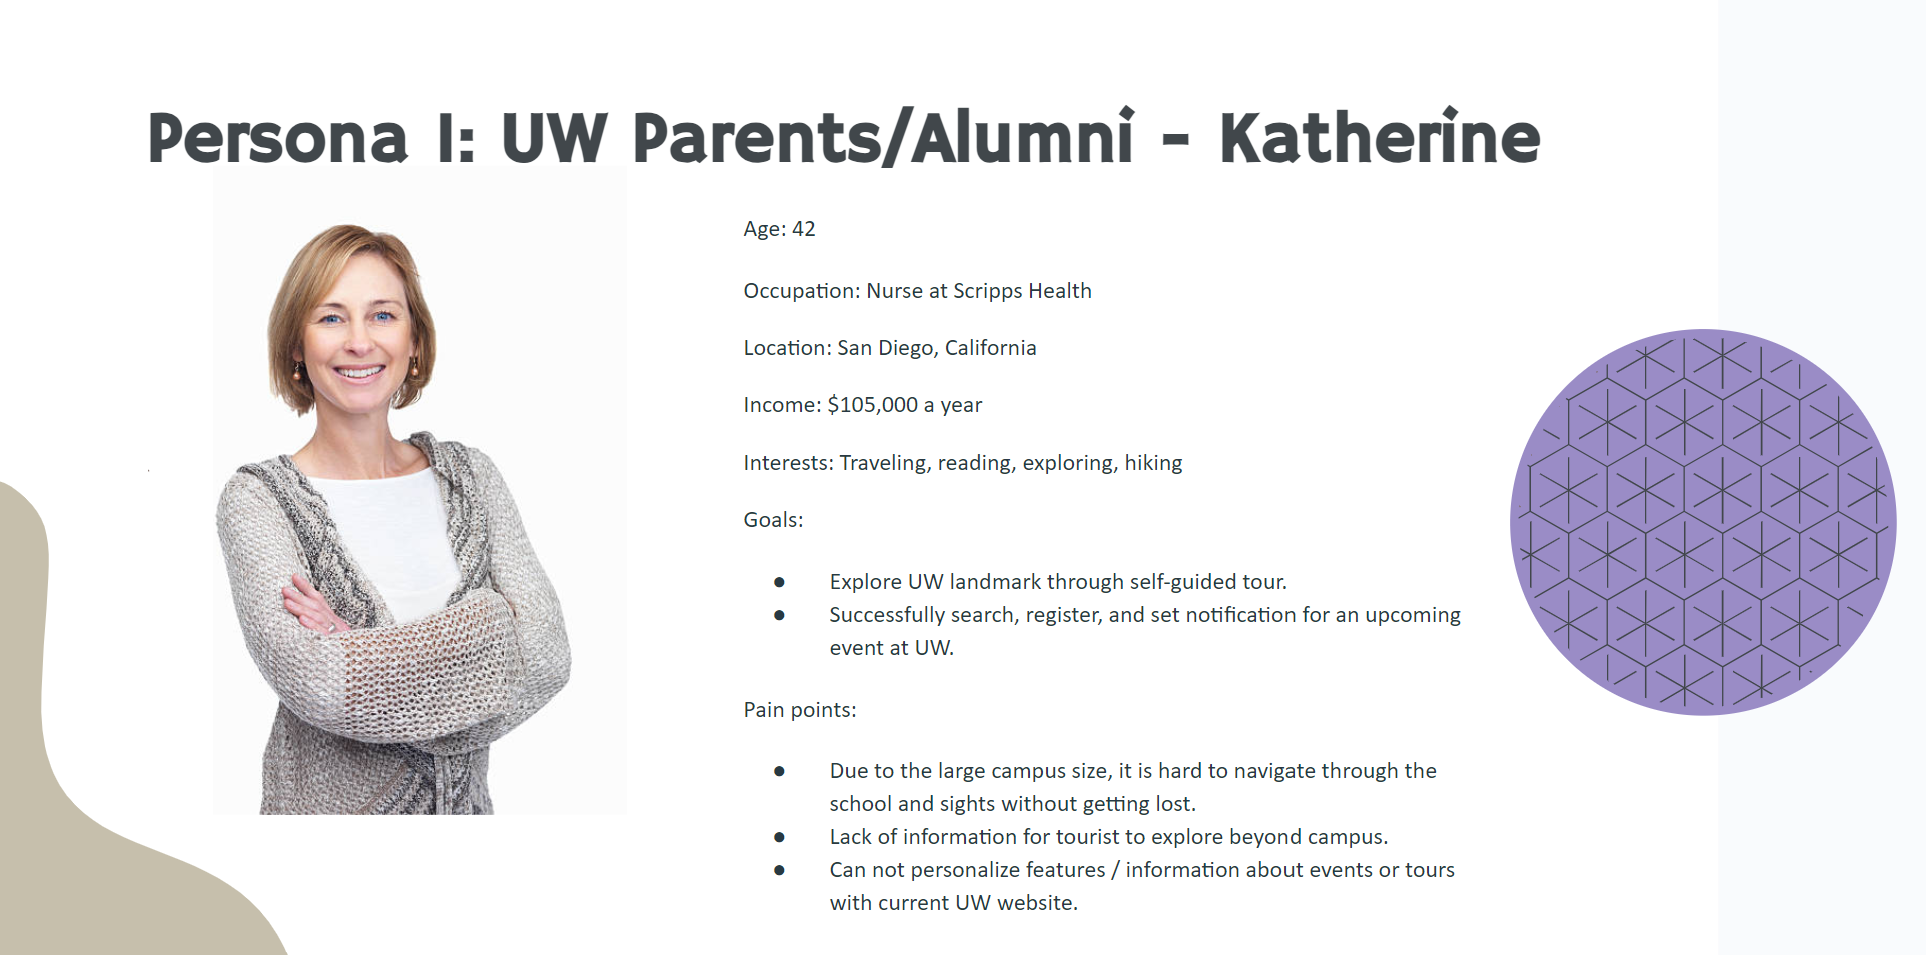 Persona 1: UW Parents/Alumni - Katherine
Age: 42
Occupation: Nurse at Scripps Health
Location: San Diego, California
Income: $105,000 a year
Interests: Traveling, reading, exploring, hiking
Goals:
● Explore UW landmark through self-guided tour.
● Successfully search, register, and set notification for an upcoming
event at UW.
Pain points:
● Due to the large campus size, it is hard to navigate through the
school and sights without getting lost.
● Lack of information for tourist to explore beyond campus.
● Can not personalize features / information about events or tours
with current UW website.